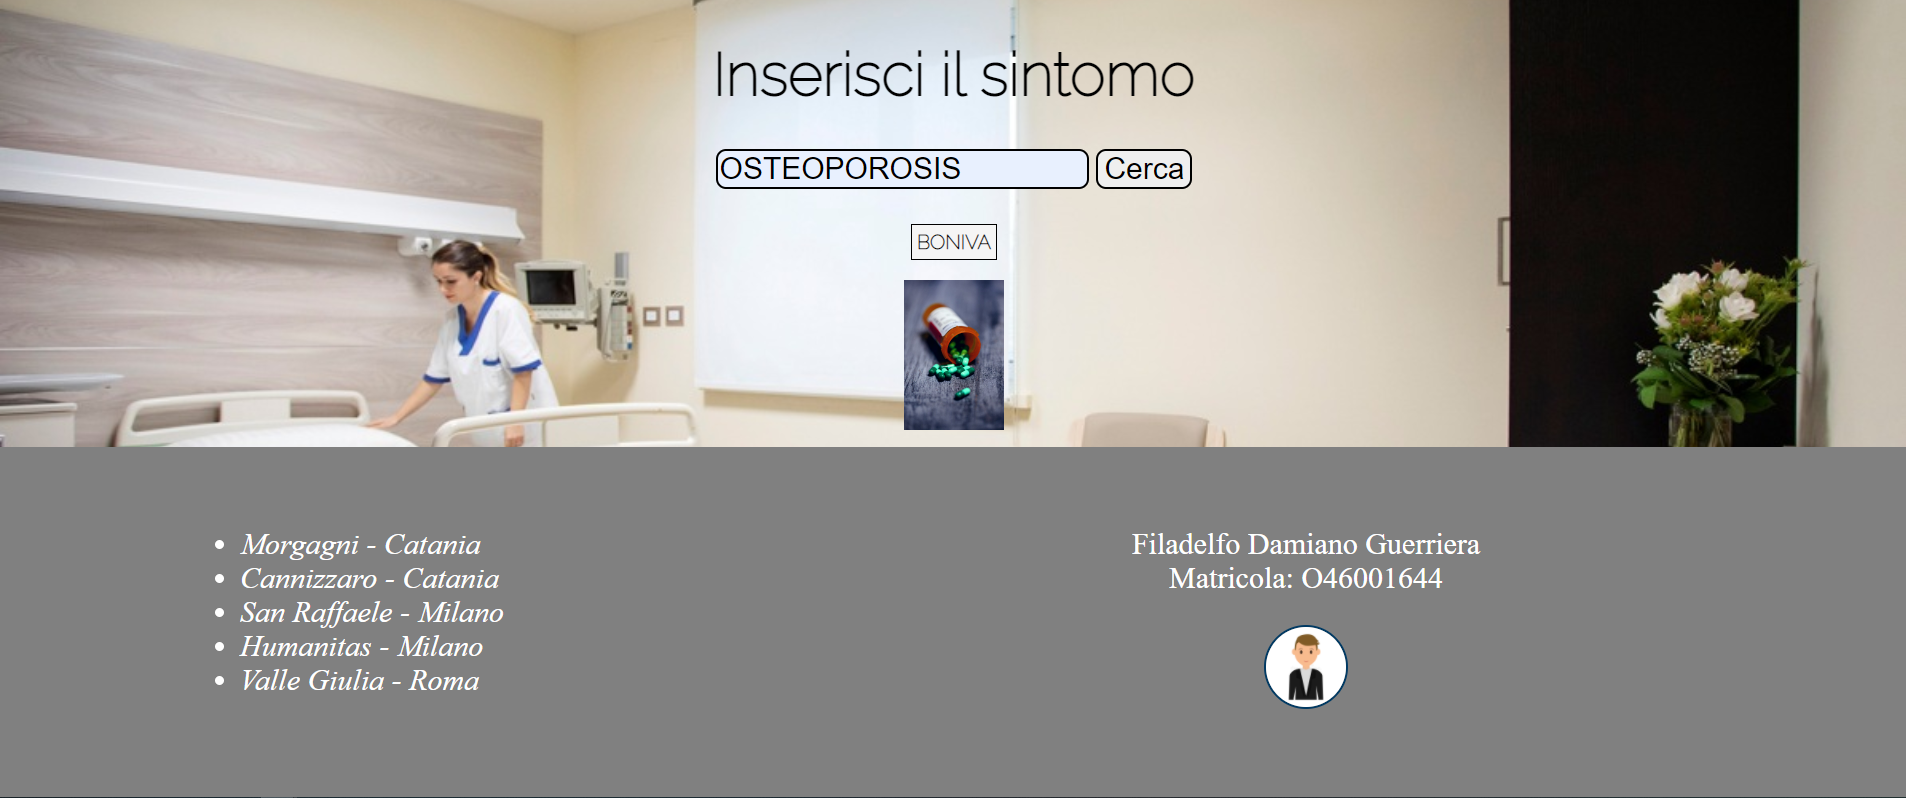 Inserisci il sintomo
OSTEOPOROSIS
Cerca
BONIVA
Morgagni - Catania
Cannizzaro - Catania
San Raffaele - Milano
Humanitas - Milano
Valle Giulia - Roma
Filadelfo Damiano Guerriera
Matricola: O46001644